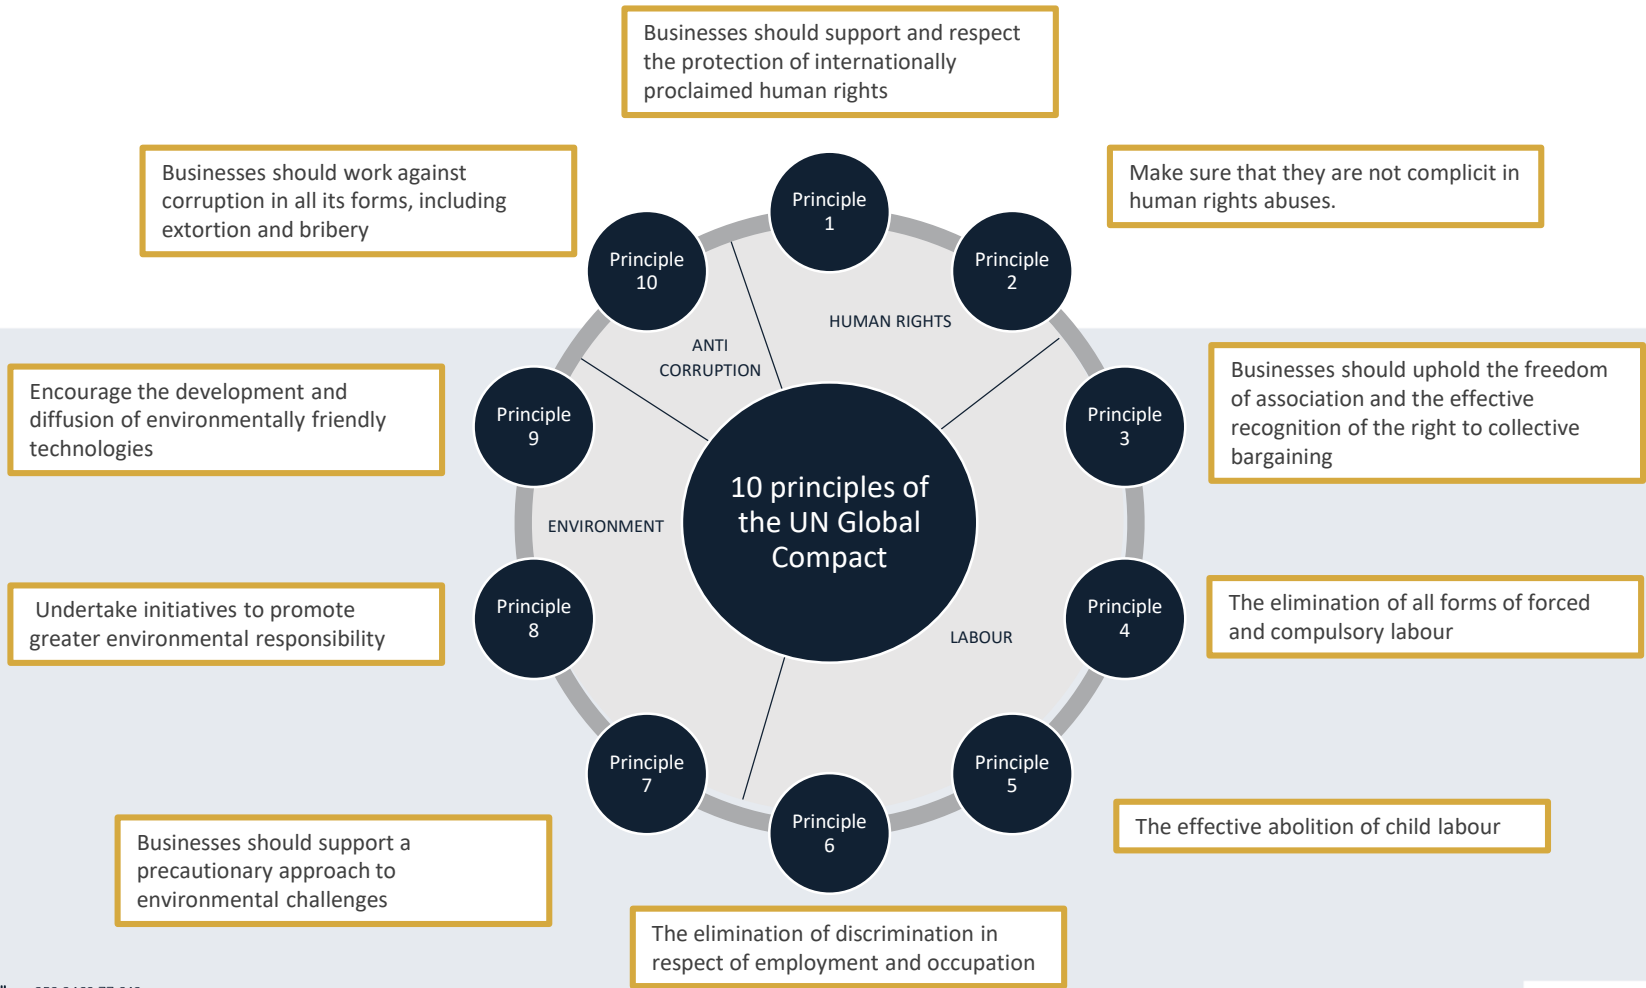 Businesses should support and respect
the protection of internationally
proclaimed human rights
Businesses should work against
corruption in all its forms, including
extortion and bribery
Make sure that they are not complicit in
human rights abuses.
Principle
1
Principle
10
Principle
2
HUMAN RIGHTS
ANTI
CORRUPTION
Encourage the development and
diffusion of environmentally friendly
technologies
Principle
9
Principle
3
Businesses should uphold the freedom
of association and the effective
recognition of the right to collective
bargaining
10 principles of
the UN Global
Compact
ENVIRONMENT
Undertake initiatives to promote
greater environmental responsibility
Principle
8
LABOUR
Principle
4
The elimination of all forms of forced
and compulsory labour
Principle
7
Principle
5
Principle
6
Businesses should support a
precautionary approach to
environmental challenges
The effective abolition of child labour
The elimination of discrimination in
respect of employment and occupation